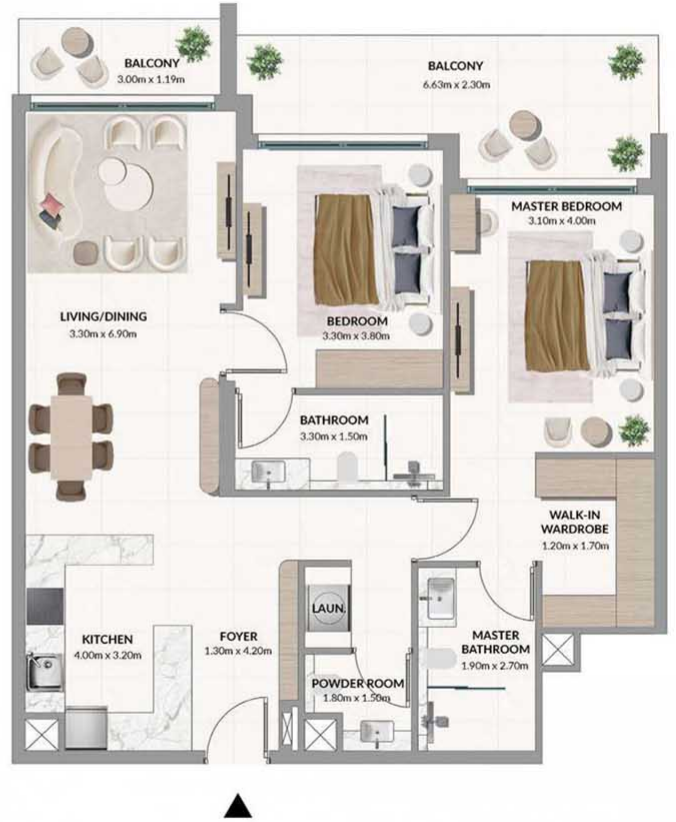 BALCONY
3.00m x 1.19m
BALCONY
6.63m x 2.30m
MASTER BEDROOM
3.10m x 4.00m
LIVING/DINING
3.30m x 6.90m
BEDROOM
3.30m x 3.80m
BATHROOM
3.30m x 1.50m
WALK-IN
WARDROBE
1.20m x 1.70m
LAUN.
KITCHEN
4.00m x 3.20m
FOYER
1.30m x 4.20m
MASTER
BATHROOM
1.90m x 2.70m
POWDER ROOM
1.80m x 1.50m